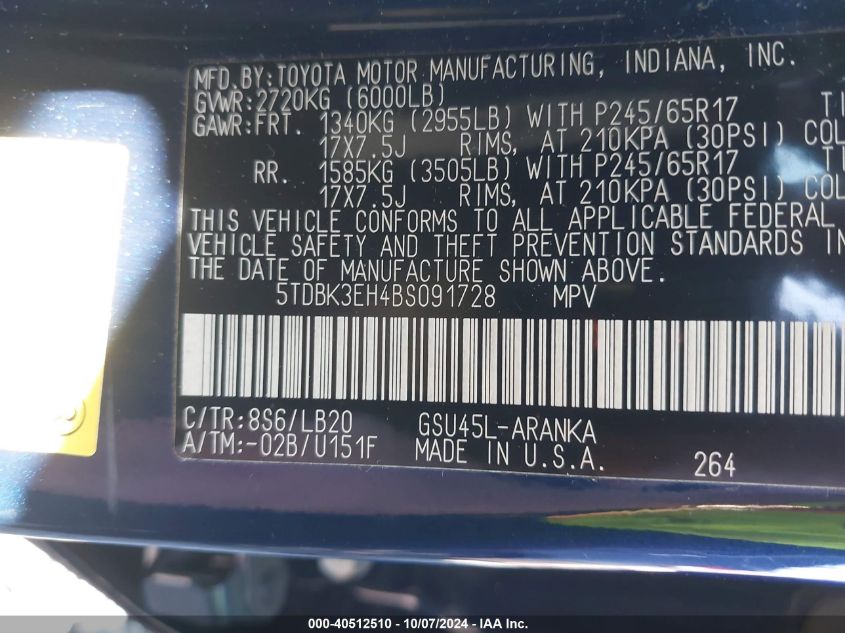 MFD. BY: TOYOTA MOTOR MANUFACTURING, INDIANA, INC.
GVWR: 2720KG (6000LB)
GAWR: FRT. 1340KG (2955LB) WITH P245/65R17
17X7.5J RIMS, AT 210KPA (30PSI)
RR. 1585KG (3505LB) WITH P245/65R17
17X7.5J RIMS, AT 210KPA (30PSI)
THIS VEHICLE CONFORMS TO ALL APPLICABLE FEDERAL
VEHICLE SAFETY AND THEFT PREVENTION STANDARDS IN
THE DATE OF MANUFACTURE SHOWN ABOVE.
5TDBK3EH4BS091728 MPV
C/TR: 8S6/LB20 GSU45L-ARANKA
A/TM: -02B/U151F MADE IN U.S.A. 264
000-40512510 - 10/07/2024 - IAA Inc.